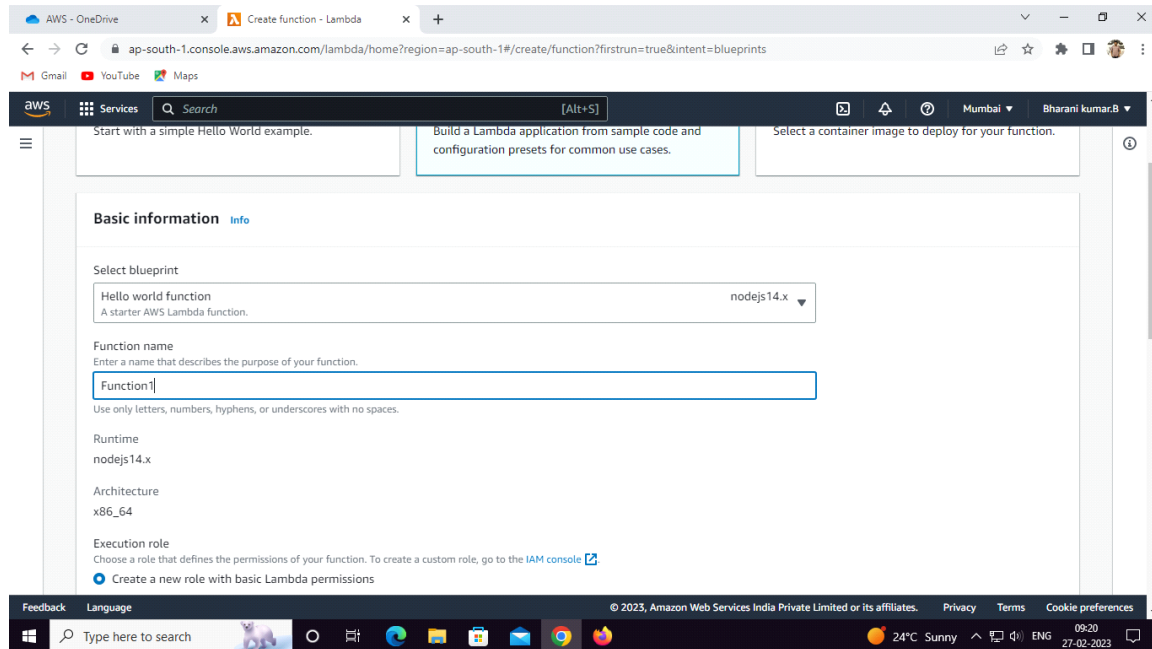 AWS - OneDrive
Create function - Lambda
ap-south-1.console.aws.amazon.com/lambda/home?region=ap-south-1#/create/function?firstrun=true&intent=blueprints
Gmail YouTube Maps
aws Services Search [Alt+S] Mumbai Bharani kumar.B
Start with a simple Hello World example.
Build a Lambda application from sample code and
configuration presets for common use cases.
Select a container image to deploy for your function.
Basic information Info
Select blueprint
Hello world function nodejs14.x
A starter AWS Lambda function.
Function name
Enter a name that describes the purpose of your function.
Function1
Use only letters, numbers, hyphens, or underscores with no spaces.
Runtime
nodejs14.x
Architecture
x86_64
Execution role
Choose a role that defines the permissions of your function. To create a custom role, go to the IAM console.
Create a new role with basic Lambda permissions
Feedback Language © 2023, Amazon Web Services India Private Limited or its affiliates. Privacy Terms Cookie preferences
Type here to search 24°C Sunny ENG 09:20
27-02-2023